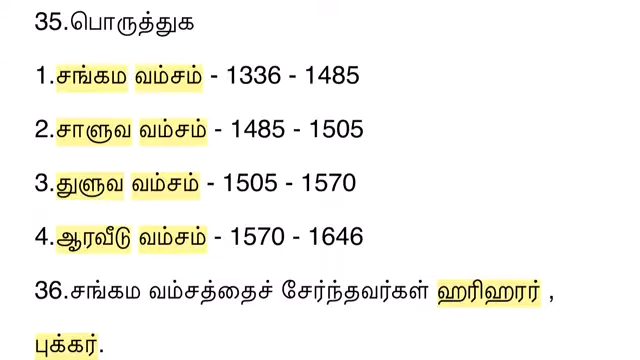 35.பொருத்துக
1.சங்கம வம்சம் - 1336 - 1485
2.சாளுவ வம்சம் - 1485 - 1505
3.துளுவ வம்சம் - 1505 - 1570
4.ஆரவீடு வம்சம் - 1570 - 1646
36.சங்கம வம்சத்தைச் சேர்ந்தவர்கள் ஹரிஹரர் ,
புக்கர்.